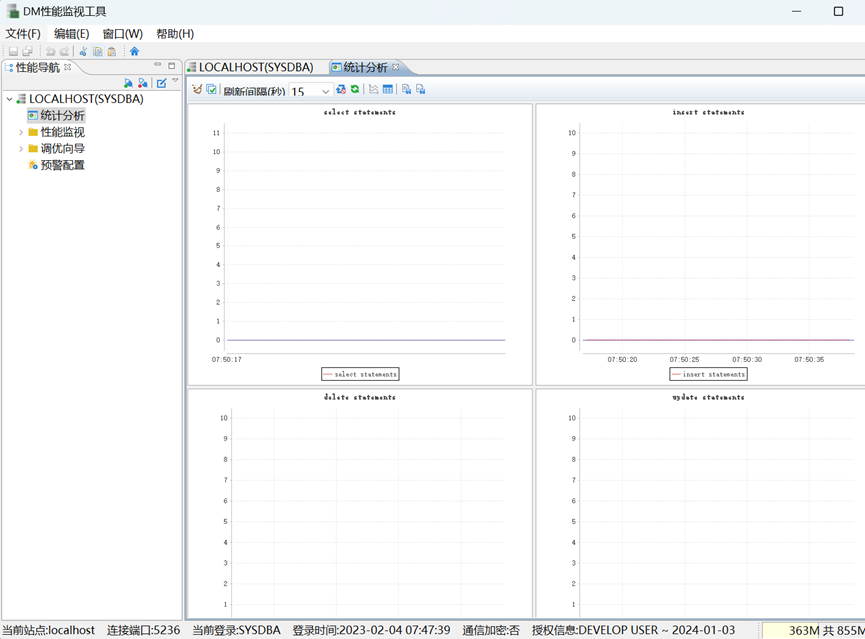 DM性能监视工具
文件(F) 编辑(E) 窗口(W) 帮助(H)
性能导航
LOCALHOST(SYSDBA)
统计分析
性能监视
调优向导
预警配置
LOCALHOST(SYSDBA) 统计分析
刷新间隔(秒) 15
select statements
11
10
9
8
7
6
5
4
3
2
1
0
07:50:17
select statements
insert statements
10
9
8
7
6
5
4
3
2
1
0
07:50:20 07:50:25 07:50:30 07:50:35
insert statements
delete statements
10
9
8
7
6
5
4
3
2
1
update statements
10
9
8
7
6
5
4
3
2
1
当前站点:localhost 连接端口:5236 当前登录:SYSDBA 登录时间:2023-02-04 07:47:39 通信加密:否 授权信息:DEVELOP USER ~ 2024-01-03 363M 共 855M